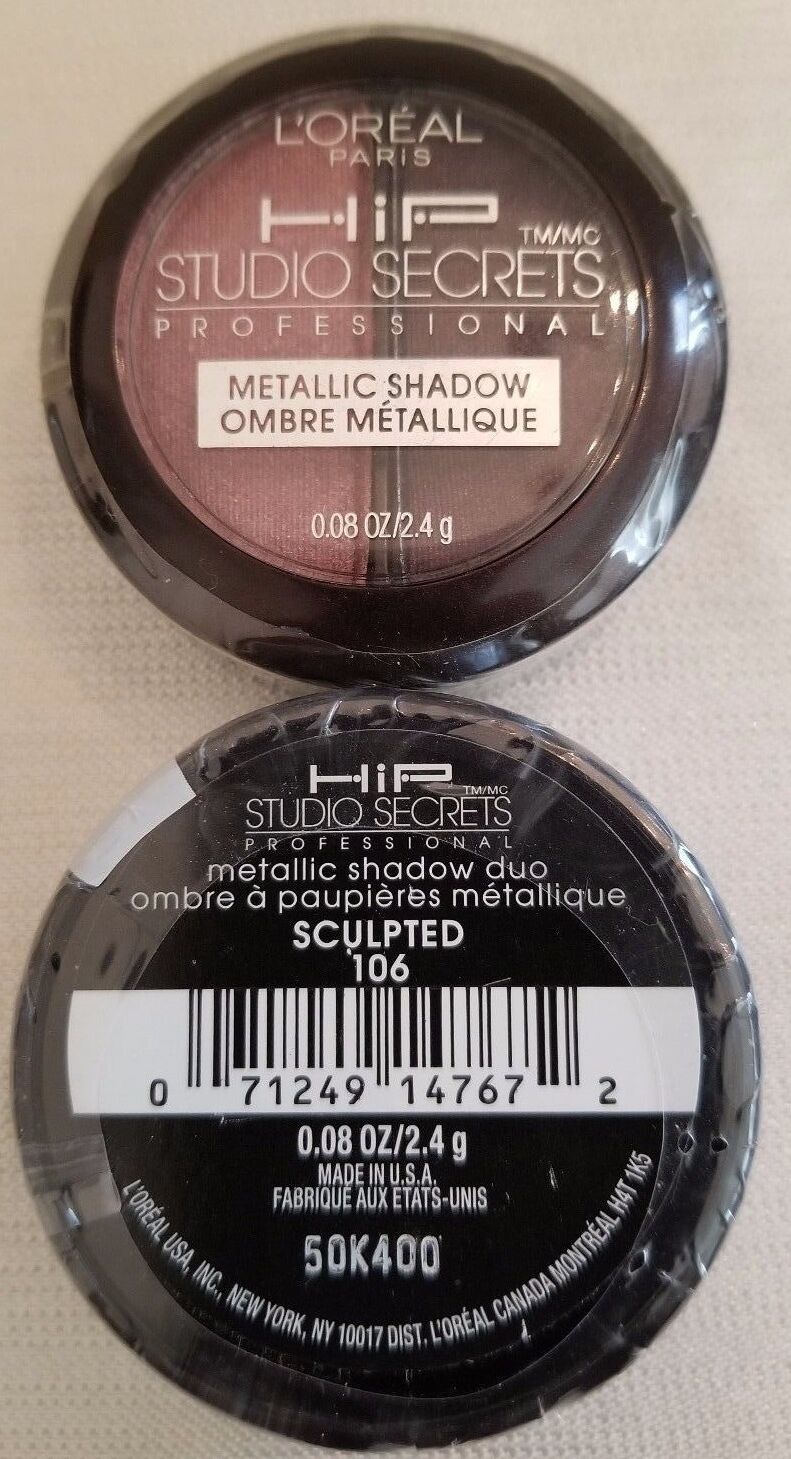 L'ORÉAL
PARIS
HiP
TM/MC
STUDIO SECRETS
PROFESSIONAL
METALLIC SHADOW
OMBRE MÉTALLIQUE
0.08 OZ/2.4 g
HiP
TM/MC
STUDIO SECRETS
PROFESSIONAL
metallic shadow duo
ombre à paupières métallique
SCULPTED
106
0 71249 14767 2
0.08 OZ/2.4 g
MADE IN U.S.A.
FABRIQUÉ AUX ETATS-UNIS
50K400
L'ORÉAL USA, INC., NEW YORK, NY 10017 DIST. L'ORÉAL CANADA MONTRÉAL H4T 1K5